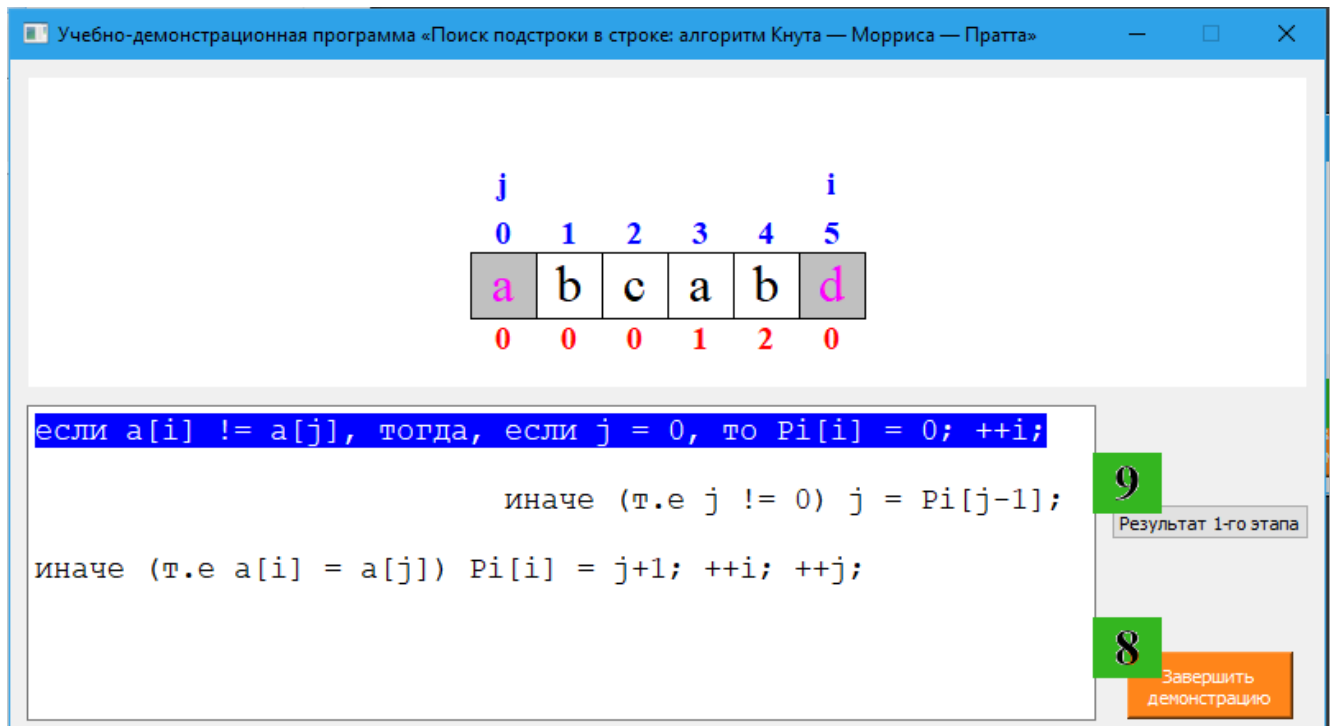 Учебно-демонстрационная программа «Поиск подстроки в строке: алгоритм Кнута — Морриса — Пратта»
j i
0 1 2 3 4 5
a b c a b d
0 0 0 1 2 0
если a[i] != a[j], тогда, если j = 0, то Pi[i] = 0; ++i;
9
иначе (т.е j != 0) j = Pi[j-1];
Результат 1-го этапа
иначе (т.е a[i] = a[j]) Pi[i] = j+1; ++i; ++j;
8
Завершить
демонстрацию